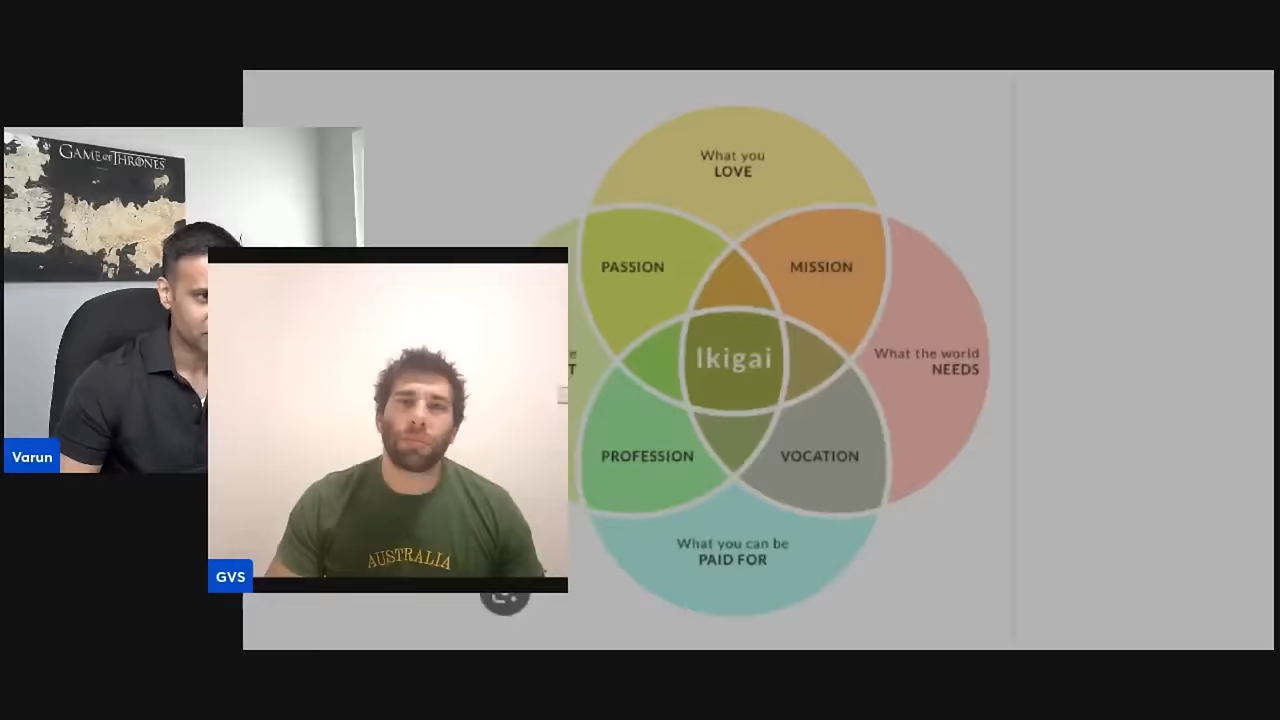 GAME OF THRONES
Varun
AUSTRALIA
GVS
What you
LOVE
PASSION
MISSION
Ikigai
What the world
NEEDS
PROFESSION
VOCATION
What you can be
PAID FOR